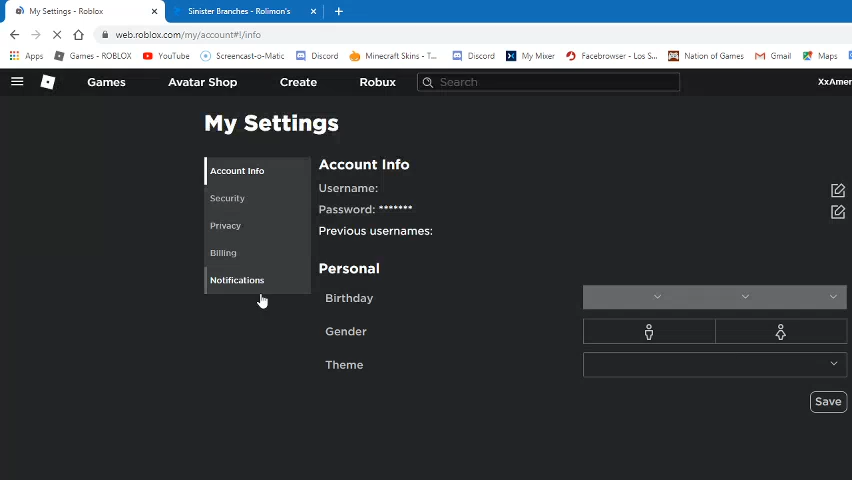 My Settings - Roblox
Sinister Branches - Rolimon's
web.roblox.com/my/account#!/info
Apps Games - ROBLOX YouTube Screencast-o-Matic Discord Minecraft Skins - T... Discord My Mixer Facebrowser - Los S... Nation of Games Gmail Maps
Games Avatar Shop Create Robux Search XxAmer
My Settings
Account Info
Security
Privacy
Billing
Notifications
Account Info
Username:
Password: *******
Previous usernames:
Personal
Birthday
Gender
Theme
Save